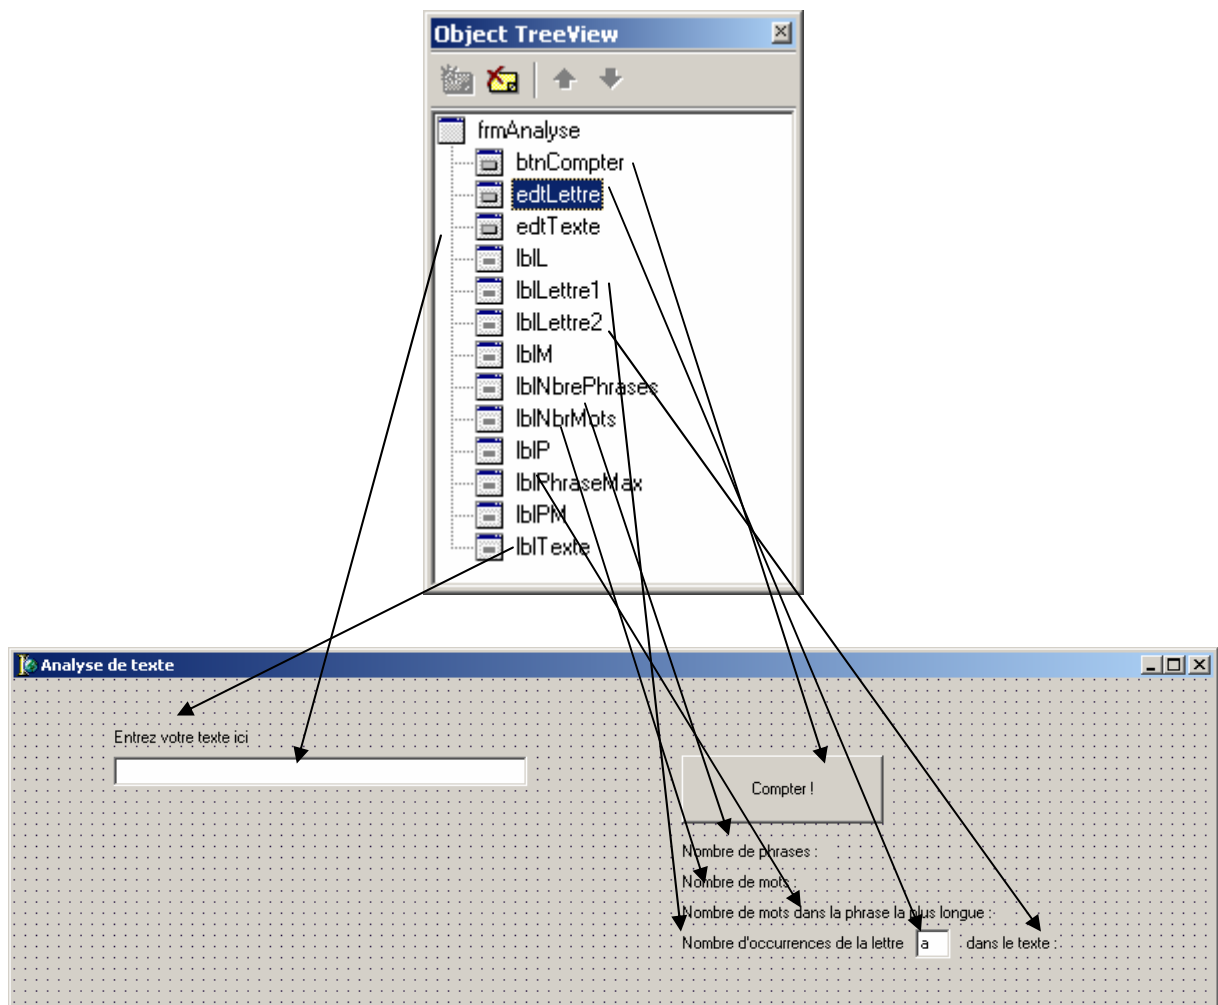 Object TreeView
frmAnalyse
btnCompter
edtLettre
edtTexte
lblL
lblLettre1
lblLettre2
lblM
lblNbrePhrases
lblNbrMots
lblP
lblPhraseMax
lblPM
lblTexte
Analyse de texte
Entrez votre texte ici
Compter !
Nombre de phrases :
Nombre de mots :
Nombre de mots dans la phrase la plus longue :
Nombre d'occurrences de la lettre a dans le texte :